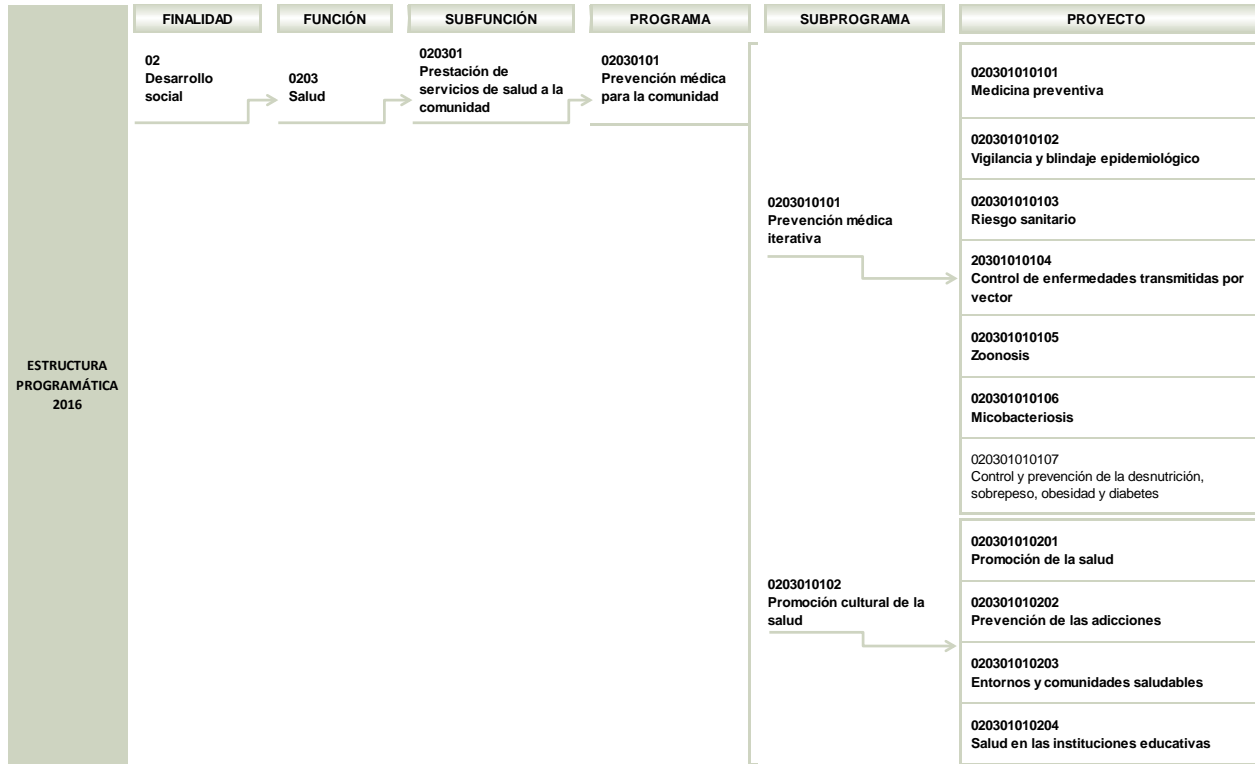 FINALIDAD
FUNCIÓN
SUBFUNCIÓN
PROGRAMA
SUBPROGRAMA
PROYECTO
ESTRUCTURA
PROGRAMÁTICA
2016
02
Desarrollo
social
0203
Salud
020301
Prestación de
servicios de salud a la
comunidad
02030101
Prevención médica
para la comunidad
0203010101
Prevención médica
iterativa
020301010101
Medicina preventiva
020301010102
Vigilancia y blindaje epidemiológico
020301010103
Riesgo sanitario
20301010104
Control de enfermedades transmitidas por
vector
020301010105
Zoonosis
020301010106
Micobacteriosis
020301010107
Control y prevención de la desnutrición,
sobrepeso, obesidad y diabetes
0203010102
Promoción cultural de la
salud
020301010201
Promoción de la salud
020301010202
Prevención de las adicciones
020301010203
Entornos y comunidades saludables
020301010204
Salud en las instituciones educativas